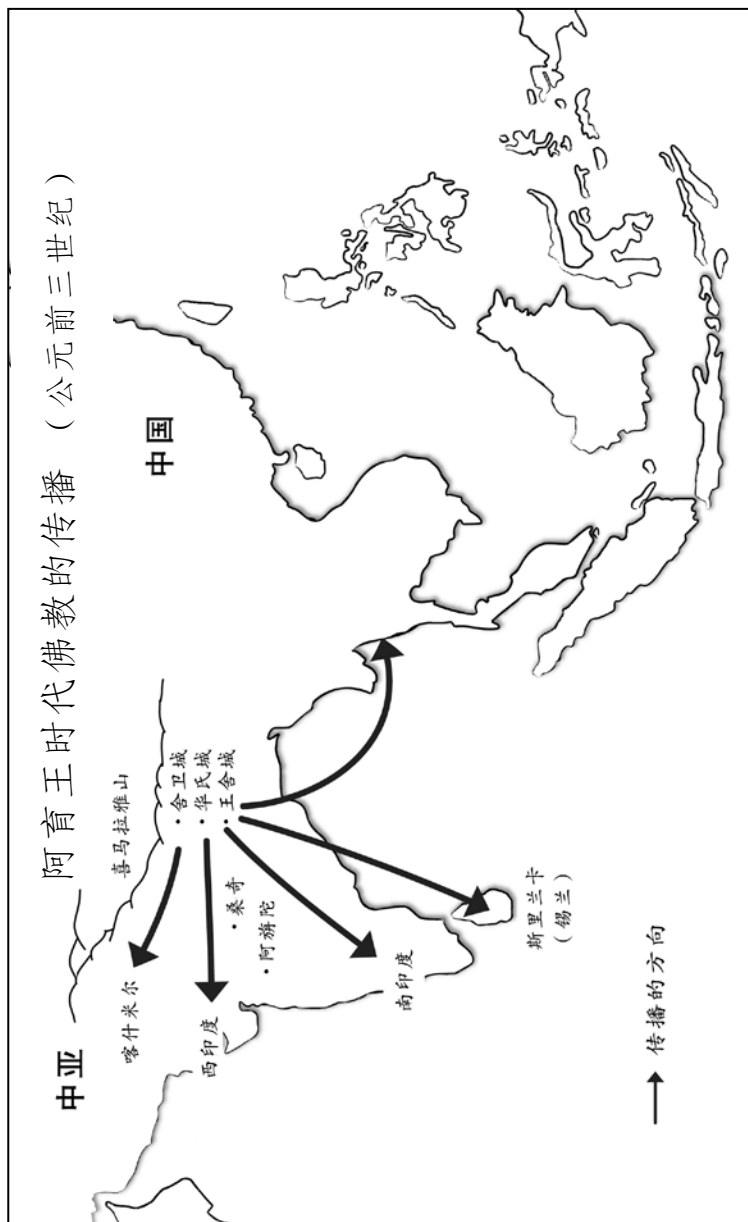 阿育王时代佛教的传播 （公元前三世纪）
中亚
喜马拉雅山
中国
喀什米尔
·舍卫城
·华氏城
·王舍城
西印度
·桑奇
·阿旃陀
南印度
斯里兰卡
（锡兰）
传播的方向